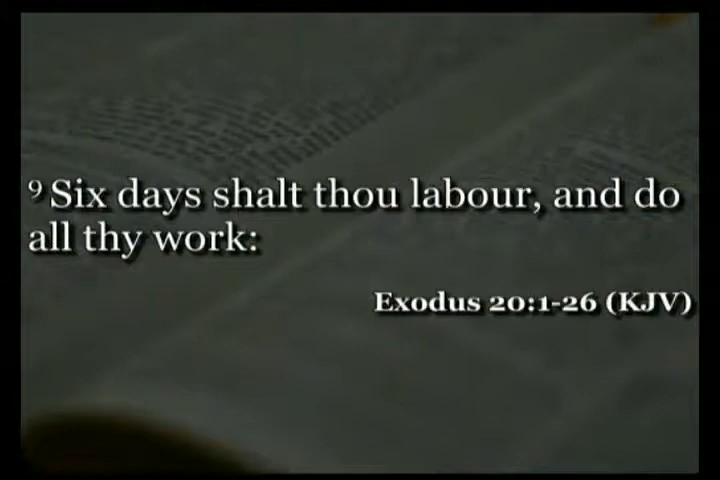 9 Six days shalt thou labour, and do
all thy work:
Exodus 20:1-26 (KJV)